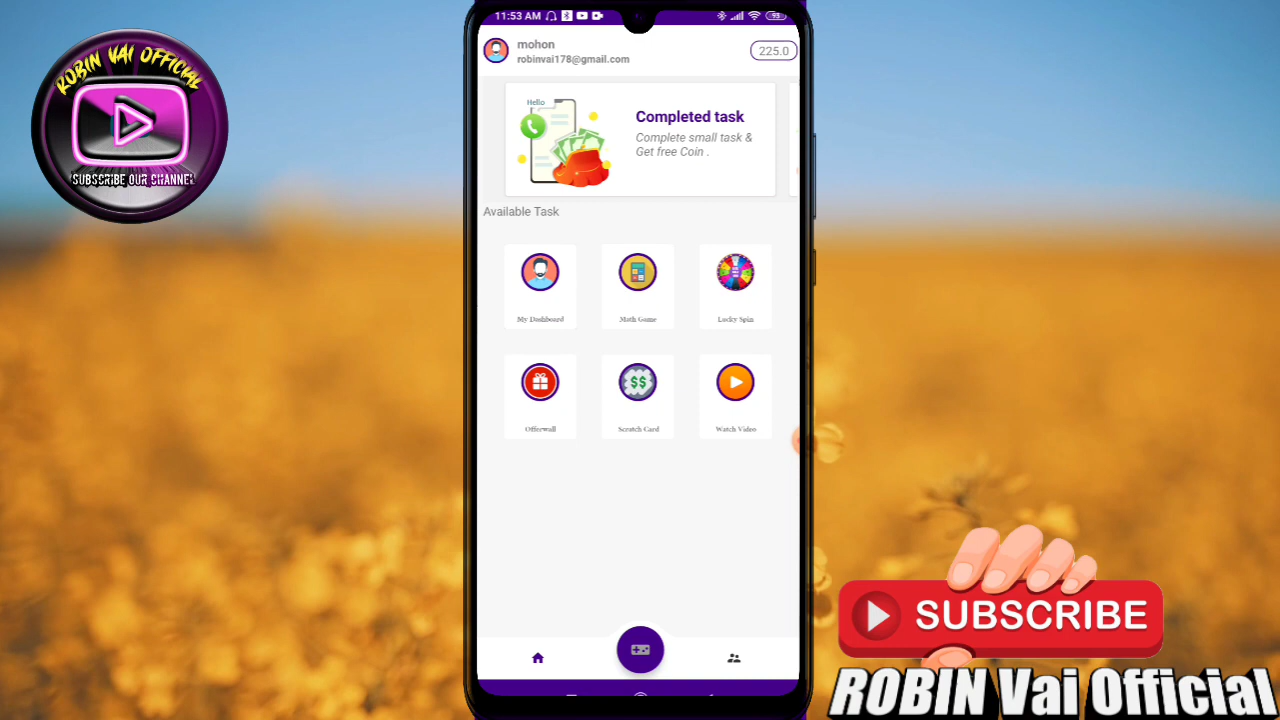 ROBIN VAI OFFICIAL
SUBSCRIBE OUR CHANNEL
11:53 AM
93
mohon
robinvai178@gmail.com
225.0
Hello
Completed task
Complete small task &
Get free Coin .
Available Task
My Dashboard
Math Game
Lucky Spin
Offerwall
$$
Scratch Card
Watch Video
SUBSCRIBE
ROBIN Vai Official